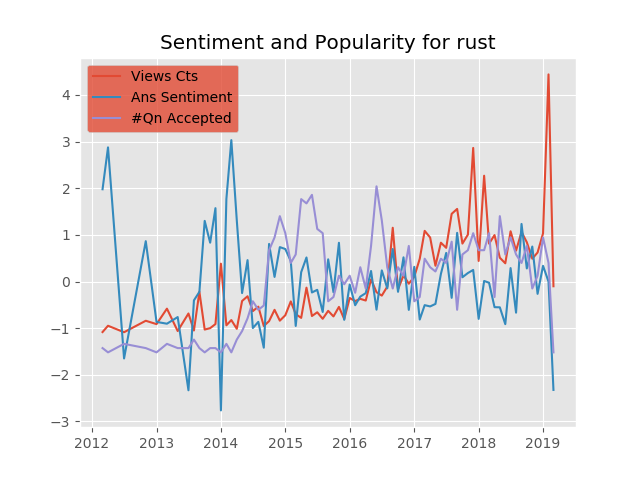 Sentiment and Popularity for rust
Views Cts
Ans Sentiment
#Qn Accepted
4
3
2
1
0
−1
−2
−3
2012 2013 2014 2015 2016 2017 2018 2019